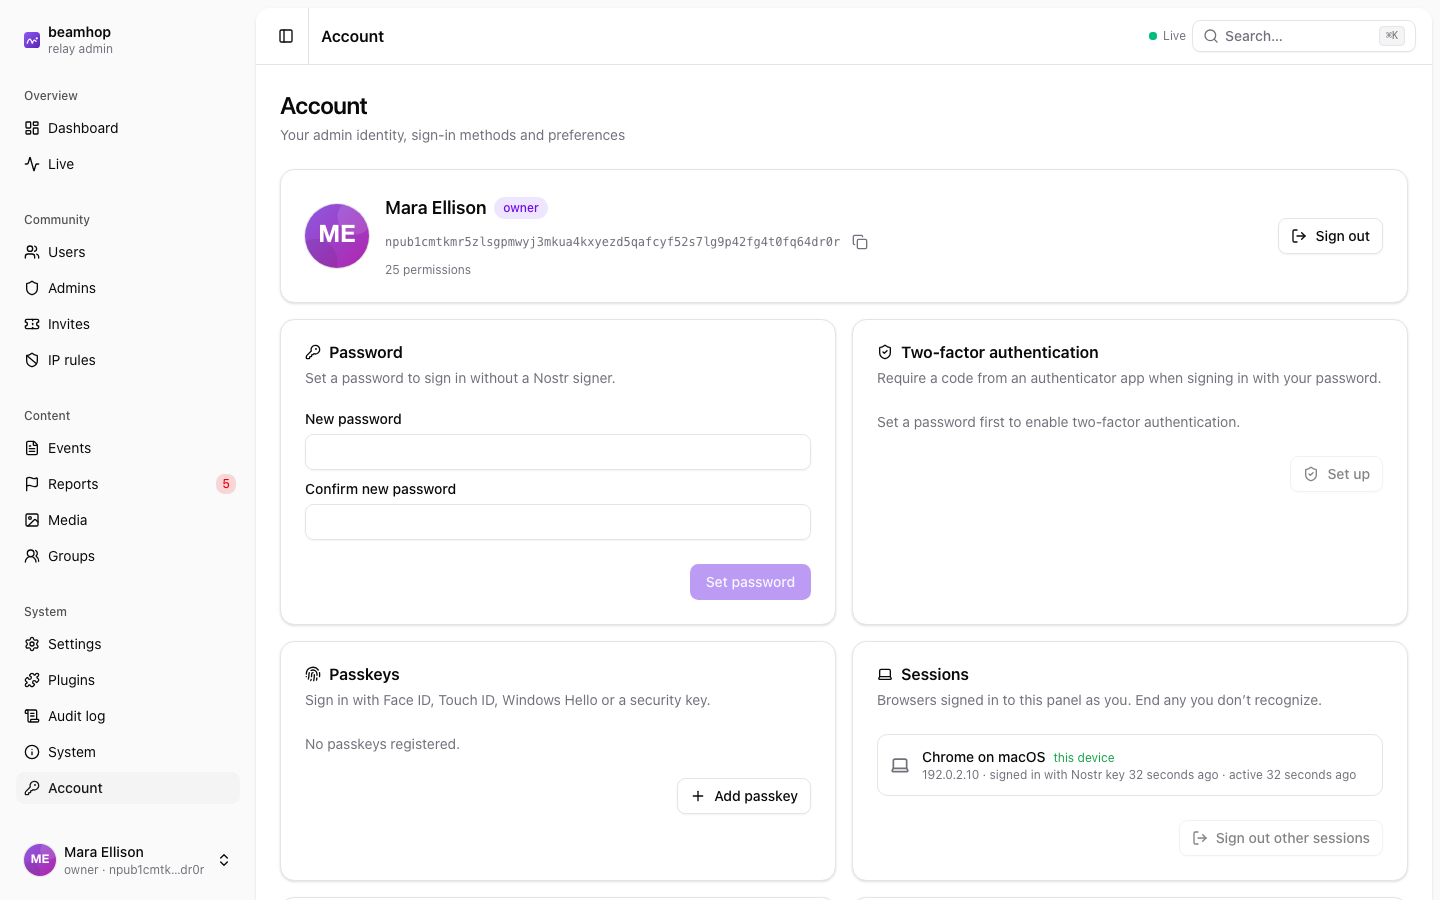 beamhop
relay admin
Overview
Dashboard
Live
Community
Users
Admins
Invites
IP rules
Content
Events
Reports
5
Media
Groups
System
Settings
Plugins
Audit log
System
Account
ME
Mara Ellison
owner · npub1cmtk…dr0r
Account
Live
Search…
⌘K
Account
Your admin identity, sign-in methods and preferences
ME
Mara Ellison
owner
npub1cmtkmr5zlsgpmwyj3mkua4kxyezd5qafcyf52s7lg9p42fg4t0fq64dr0r
25 permissions
Sign out
Password
Set a password to sign in without a Nostr signer.
New password
Confirm new password
Set password
Two-factor authentication
Require a code from an authenticator app when signing in with your password.
Set a password first to enable two-factor authentication.
Set up
Passkeys
Sign in with Face ID, Touch ID, Windows Hello or a security key.
No passkeys registered.
Add passkey
Sessions
Browsers signed in to this panel as you. End any you don’t recognize.
Chrome on macOS this device
192.0.2.10 · signed in with Nostr key 32 seconds ago · active 32 seconds ago
Sign out other sessions